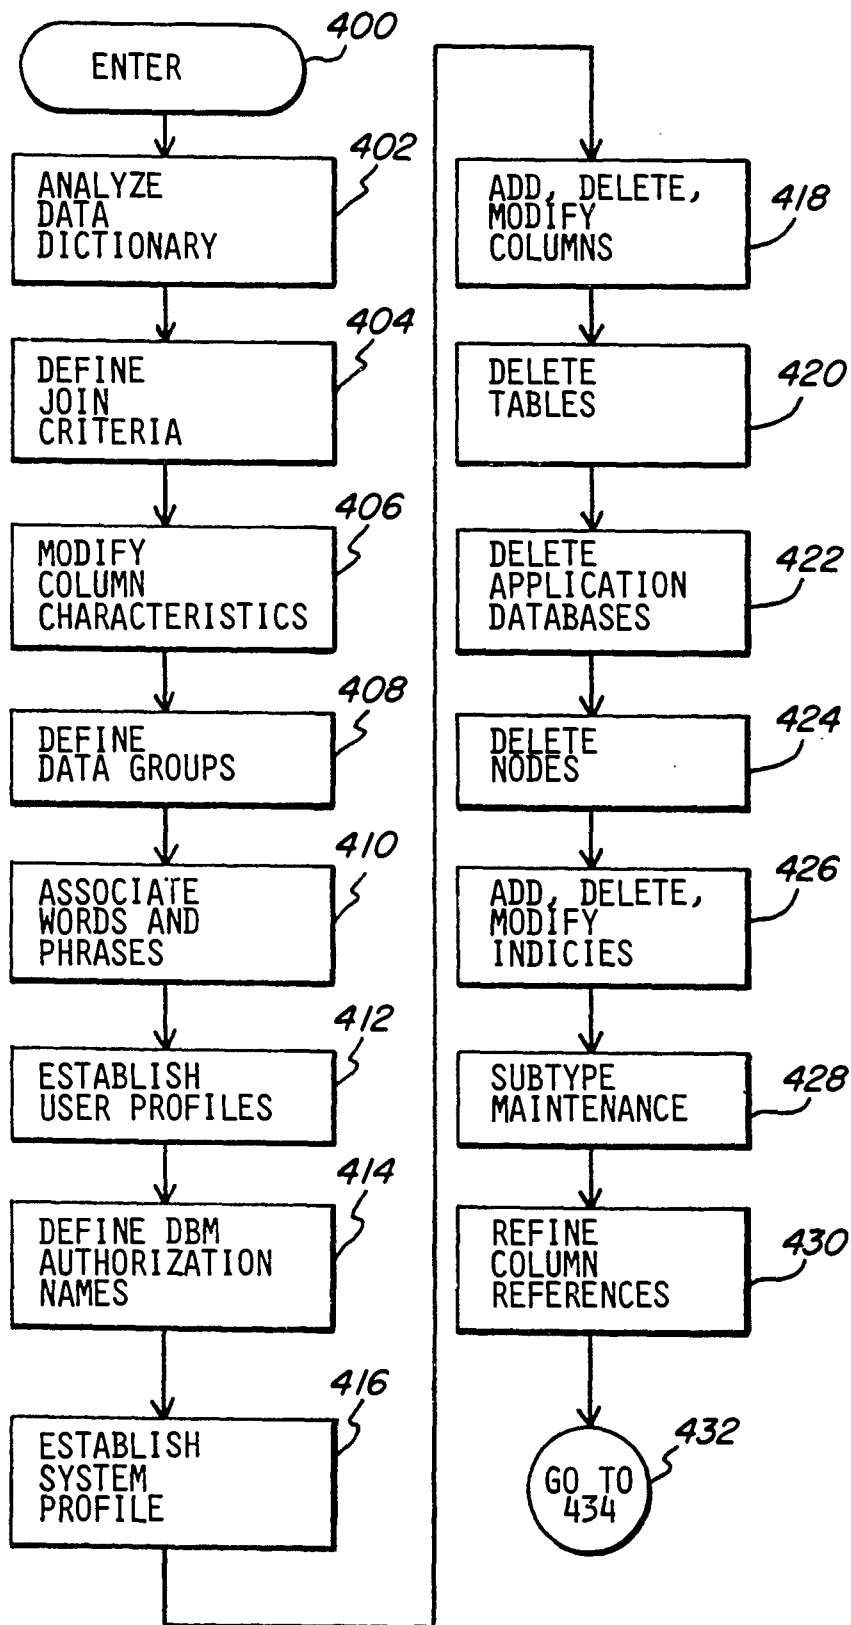 400
ENTER
402
ANALYZE
DATA
DICTIONARY
404
DEFINE
JOIN
CRITERIA
406
MODIFY
COLUMN
CHARACTERISTICS
408
DEFINE
DATA GROUPS
410
ASSOCIATE
WORDS AND
PHRASES
412
ESTABLISH
USER PROFILES
414
DEFINE DBM
AUTHORIZATION
NAMES
416
ESTABLISH
SYSTEM
PROFILE
ADD, DELETE,
MODIFY
COLUMNS
418
DELETE
TABLES
420
DELETE
APPLICATION
DATABASES
422
DELETE
NODES
424
ADD, DELETE,
MODIFY
INDICIES
426
SUBTYPE
MAINTENANCE
428
REFINE
COLUMN
REFERENCES
430
432
GO TO
434